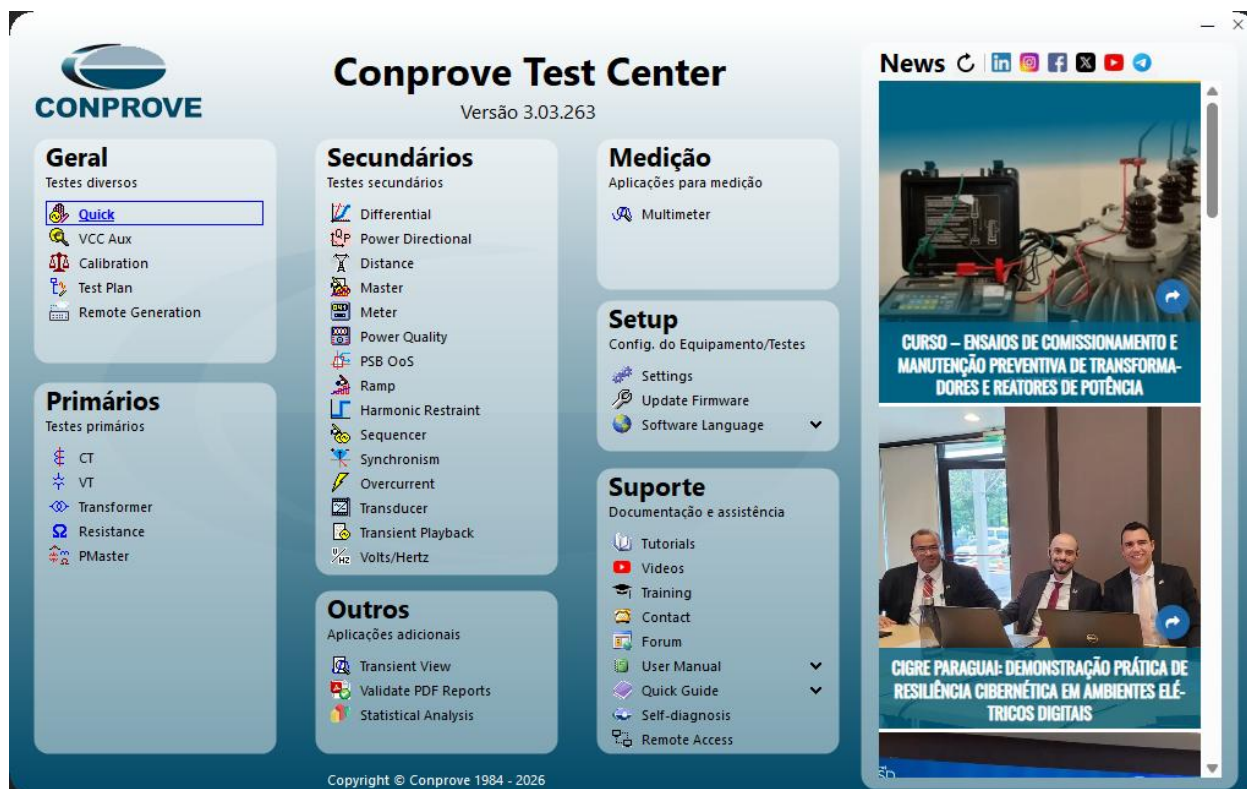 CONPROVE
Conprove Test Center
Versão 3.03.263
Geral
Testes diversos
Quick
VCC Aux
Calibration
Test Plan
Remote Generation
Primários
Testes primários
CT
VT
Transformer
Resistance
PMaster
Secundários
Testes secundários
Differential
Power Directional
Distance
Master
Meter
Power Quality
PSB OoS
Ramp
Harmonic Restraint
Sequencer
Synchronism
Overcurrent
Transducer
Transient Playback
Volts/Hertz
Outros
Aplicações adicionais
Transient View
Validate PDF Reports
Statistical Analysis
Medição
Aplicações para medição
Multimeter
Setup
Config. do Equipamento/Testes
Settings
Update Firmware
Software Language
Suporte
Documentação e assistência
Tutorials
Videos
Training
Contact
Forum
User Manual
Quick Guide
Self-diagnosis
Remote Access
News
CURSO – ENSAIOS DE COMISSIONAMENTO E
MANUTENÇÃO PREVENTIVA DE TRANSFORMA-
DORES E REATORES DE POTÊNCIA
CIGRE PARAGUAI: DEMONSTRAÇÃO PRÁTICA DE
RESILIÊNCIA CIBERNÉTICA EM AMBIENTES ELÉ-
TRICOS DIGITAIS
Copyright © Conprove 1984 - 2026